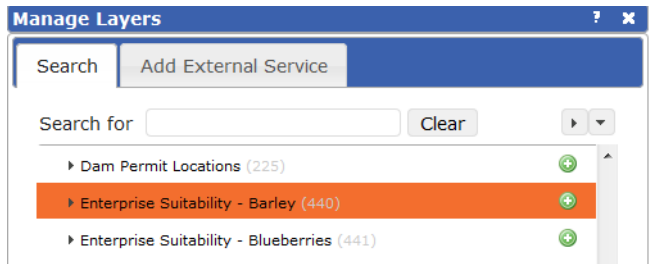 Manage Layers ?
Search Add External Service
Search for Clear
Dam Permit Locations (225)
Enterprise Suitability - Barley (440)
Enterprise Suitability - Blueberries (441)